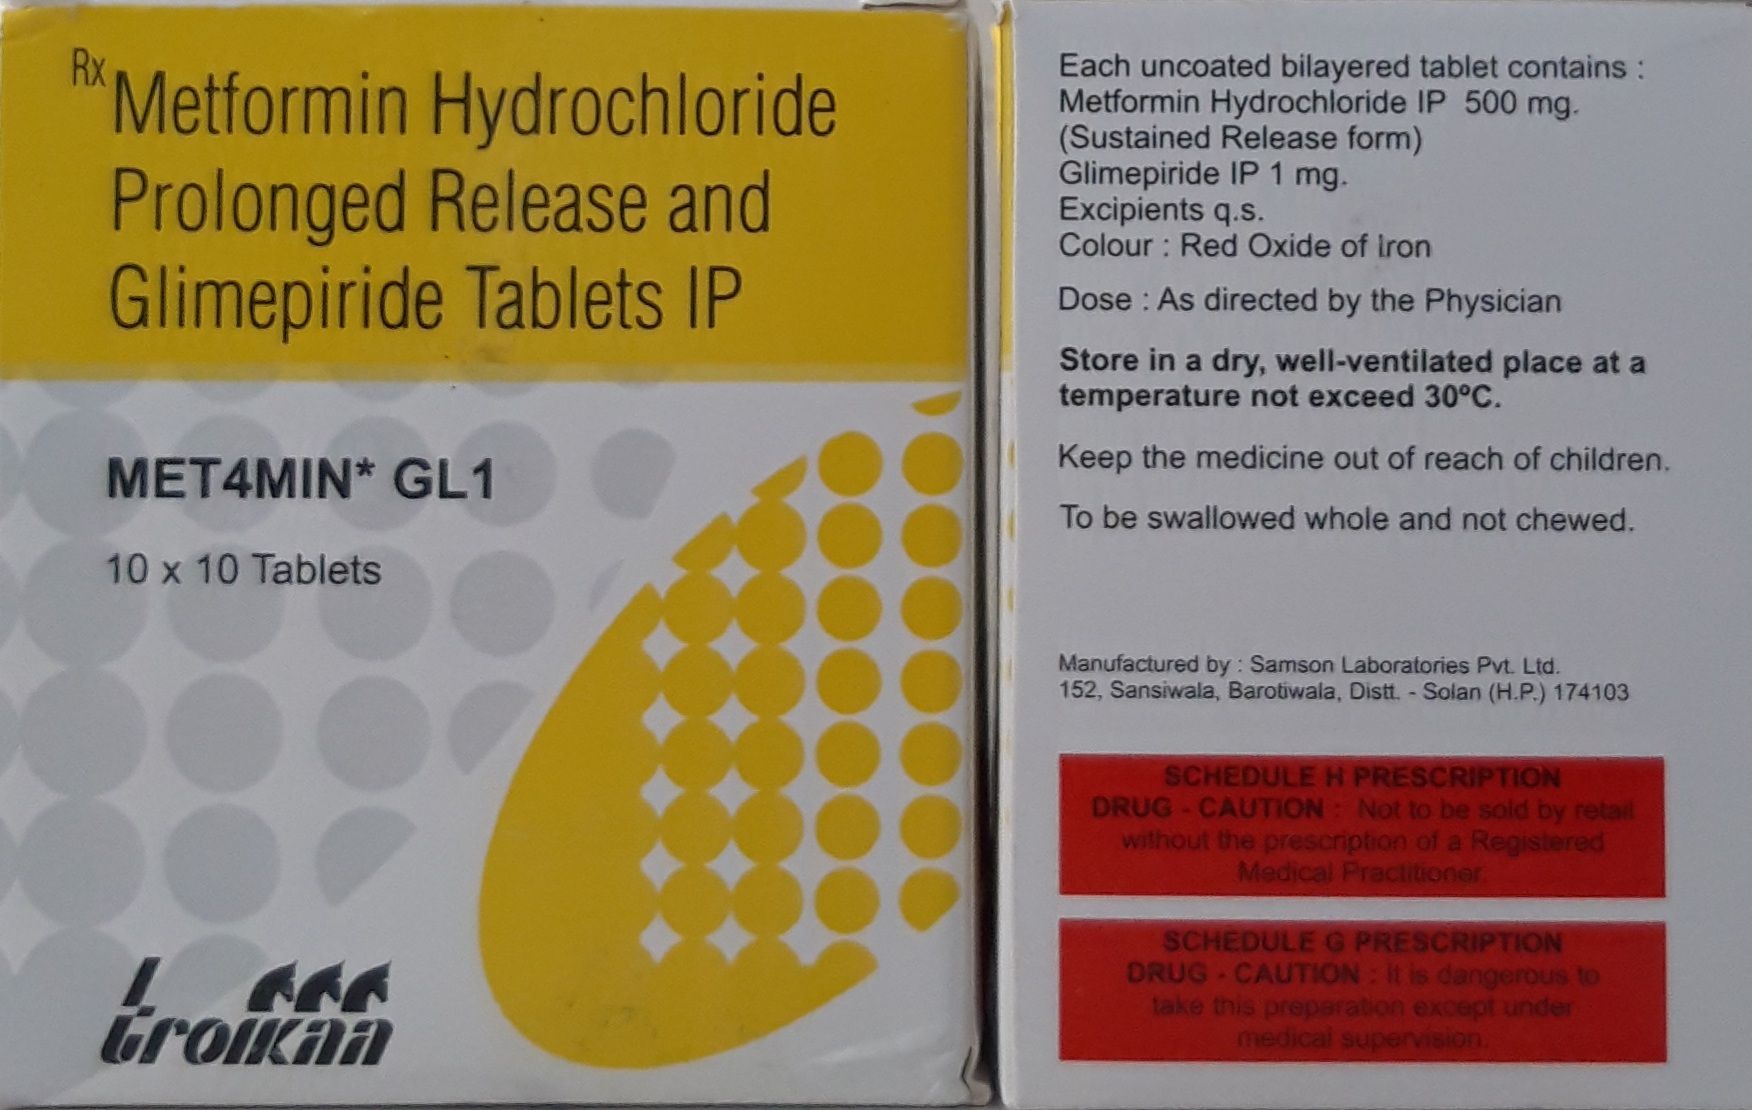 Rx Metformin Hydrochloride
Prolonged Release and
Glimepiride Tablets IP
MET4MIN* GL1
10 x 10 Tablets
troikaa
Each uncoated bilayered tablet contains :
Metformin Hydrochloride IP 500 mg.
(Sustained Release form)
Glimepiride IP 1 mg.
Excipients q.s.
Colour : Red Oxide of Iron
Dose : As directed by the Physician
Store in a dry, well-ventilated place at a
temperature not exceed 30ºC.
Keep the medicine out of reach of children.
To be swallowed whole and not chewed.
Manufactured by : Samson Laboratories Pvt. Ltd.
152, Sansiwala, Barotiwala, Distt. - Solan (H.P.) 174103
SCHEDULE H PRESCRIPTION
DRUG - CAUTION : Not to be sold by retail
without the prescription of a Registered
Medical Practitioner.
SCHEDULE G PRESCRIPTION
DRUG - CAUTION : It is dangerous to
take this preparation except under
medical supervision.